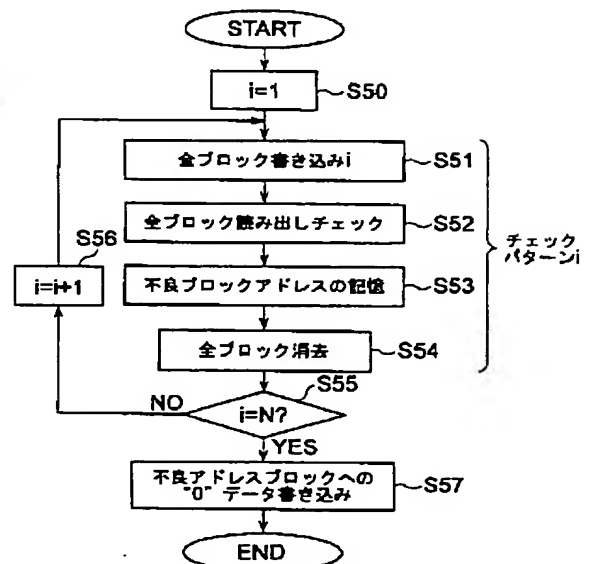 START
i=1
S50
全ブロック書き込みi
S51
全ブロック読み出しチェック
S52
不良ブロックアドレスの記憶
S53
全ブロック消去
S54
チェック
パターンi
S56
i=i+1
S55
NO
i=N?
YES
不良アドレスブロックへの
"0" データ書き込み
S57
END